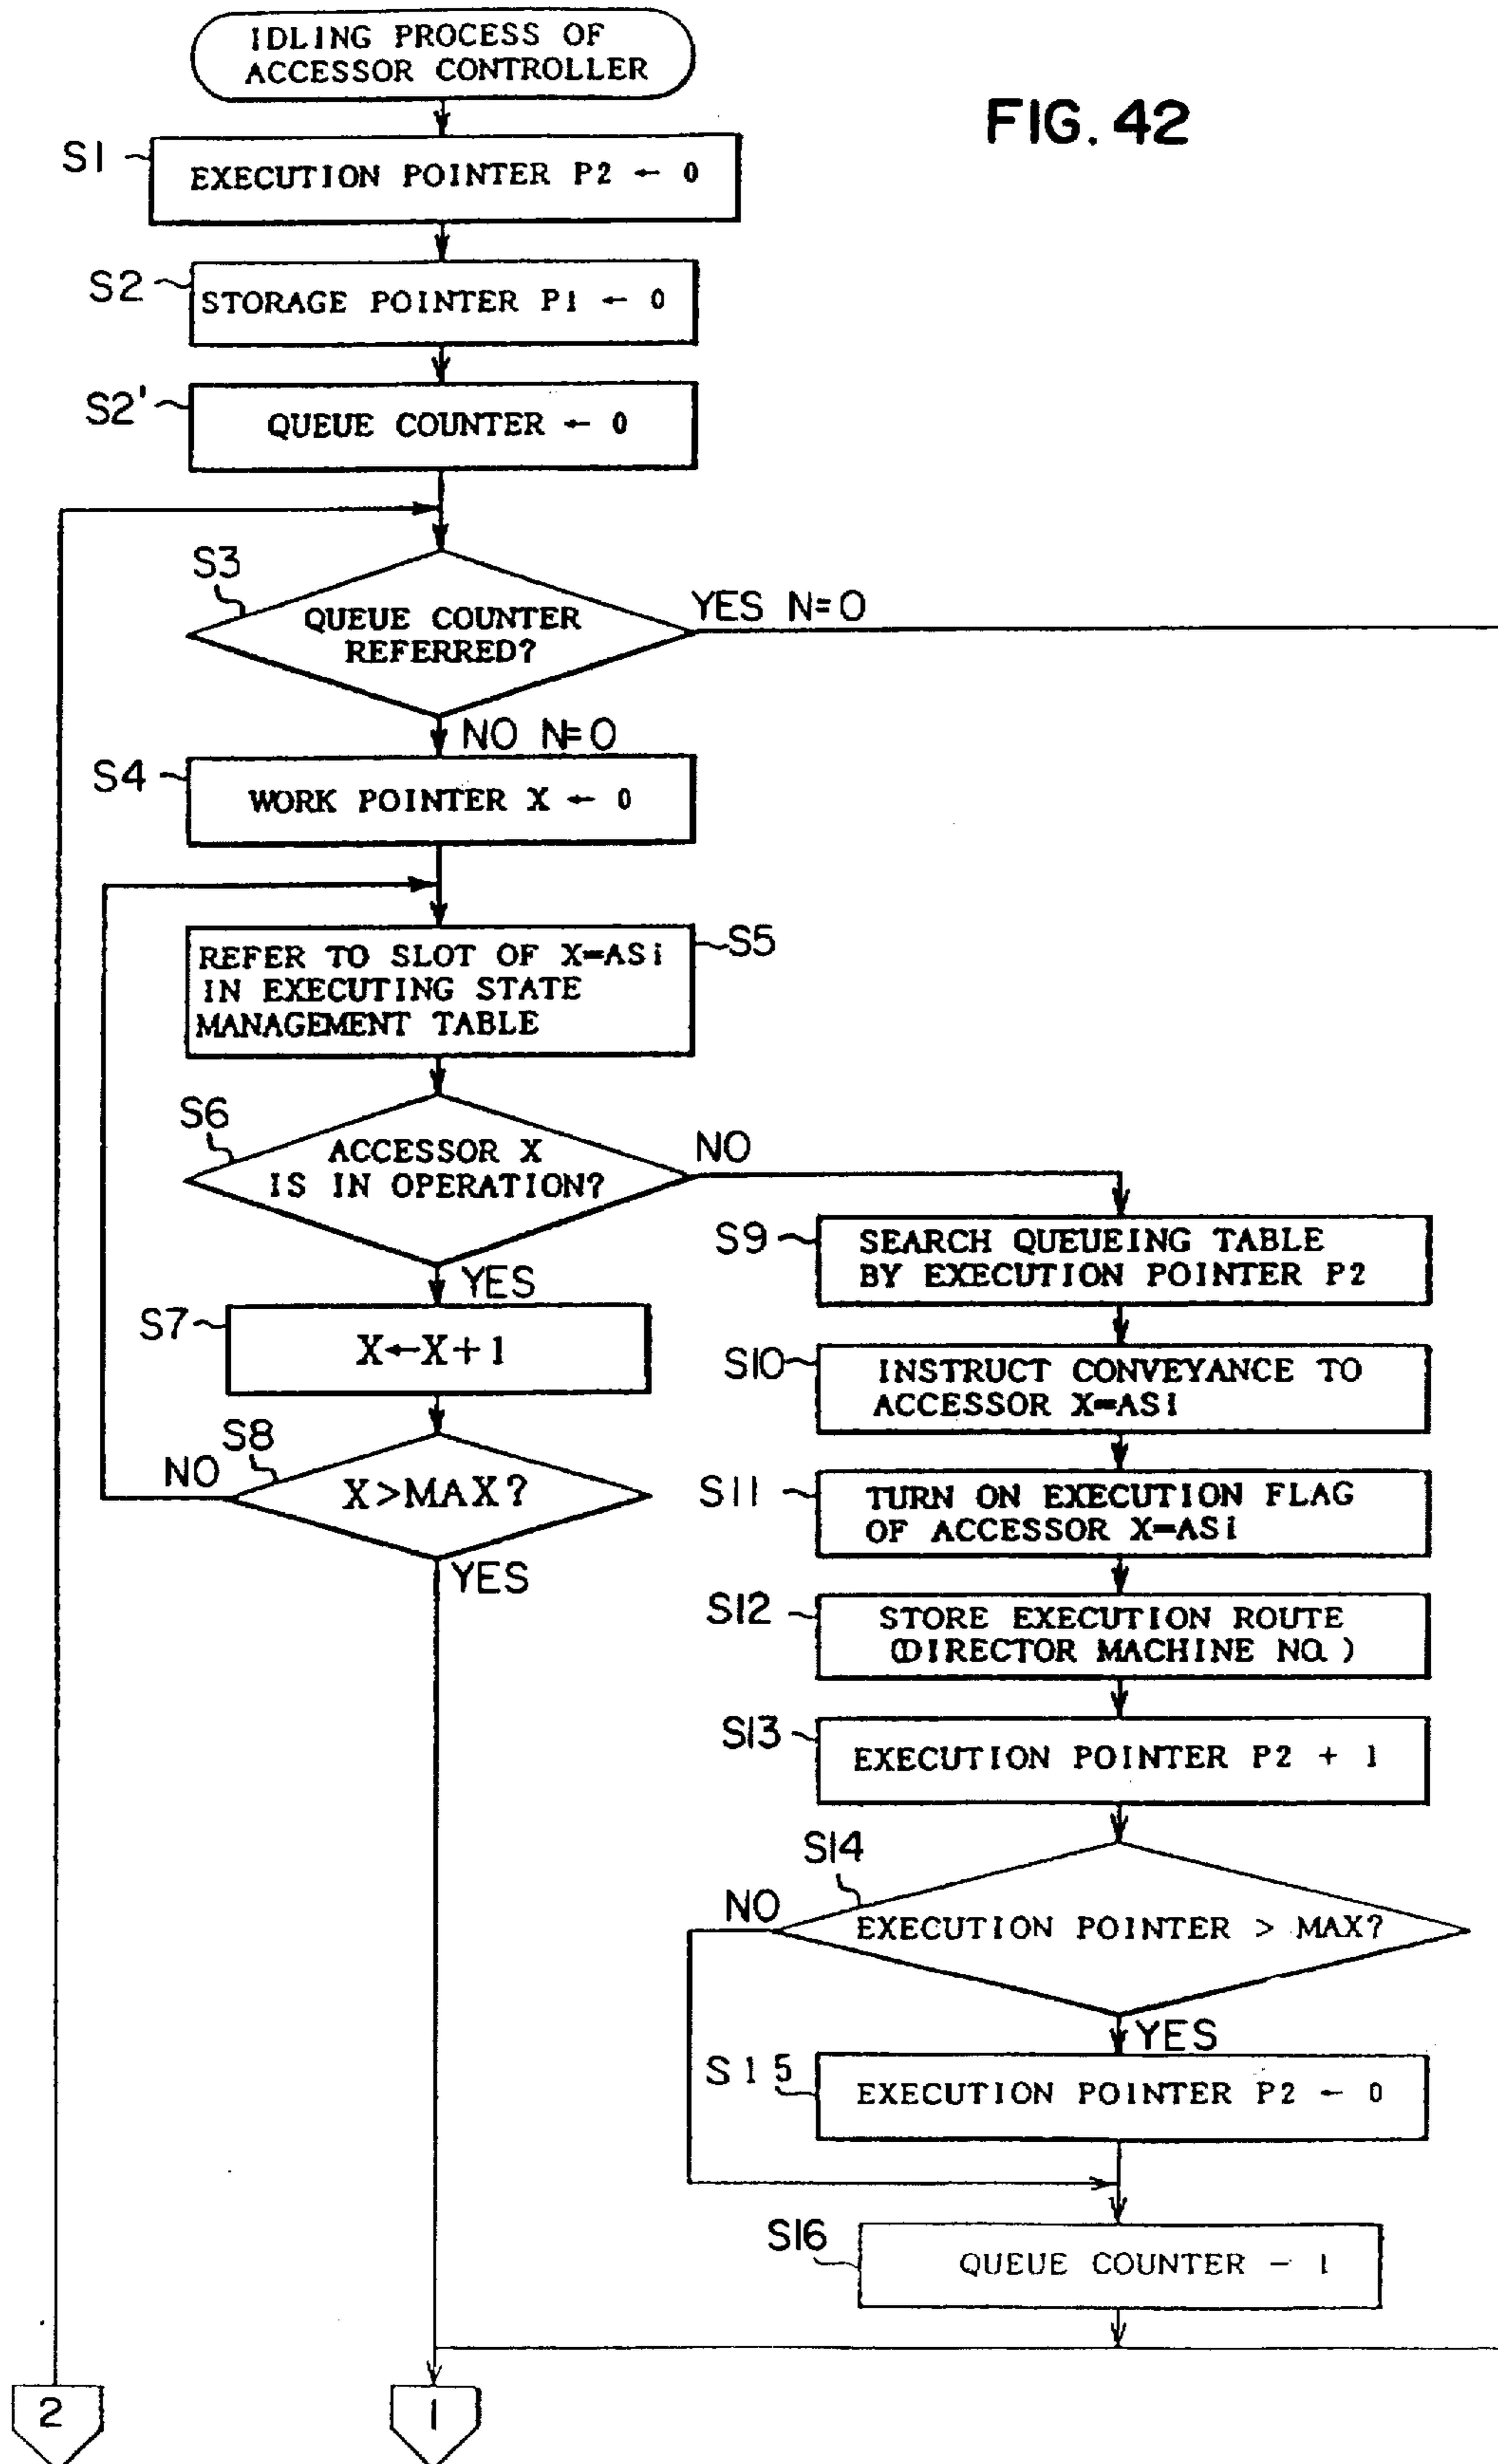 IDLING PROCESS OF
ACCESSOR CONTROLLER
FIG. 42
S1
EXECUTION POINTER P2 ← 0
S2
STORAGE POINTER P1 ← 0
S2'
QUEUE COUNTER ← 0
S3
QUEUE COUNTER
REFERRED?
YES N=0
NO N=0
S4
WORK POINTER X ← 0
REFER TO SLOT OF X=ASi
IN EXECUTING STATE
MANAGEMENT TABLE
S5
S6
ACCESSOR X
IS IN OPERATION?
NO
YES
S7
X←X+1
S8
NO
X>MAX?
YES
S9
SEARCH QUEUEING TABLE
BY EXECUTION POINTER P2
S10
INSTRUCT CONVEYANCE TO
ACCESSOR X=ASi
S11
TURN ON EXECUTION FLAG
OF ACCESSOR X=ASi
S12
STORE EXECUTION ROUTE
(DIRECTOR MACHINE NO.)
S13
EXECUTION POINTER P2 + 1
S14
NO
EXECUTION POINTER > MAX?
YES
S15
EXECUTION POINTER P2 ← 0
S16
QUEUE COUNTER - 1
2
1